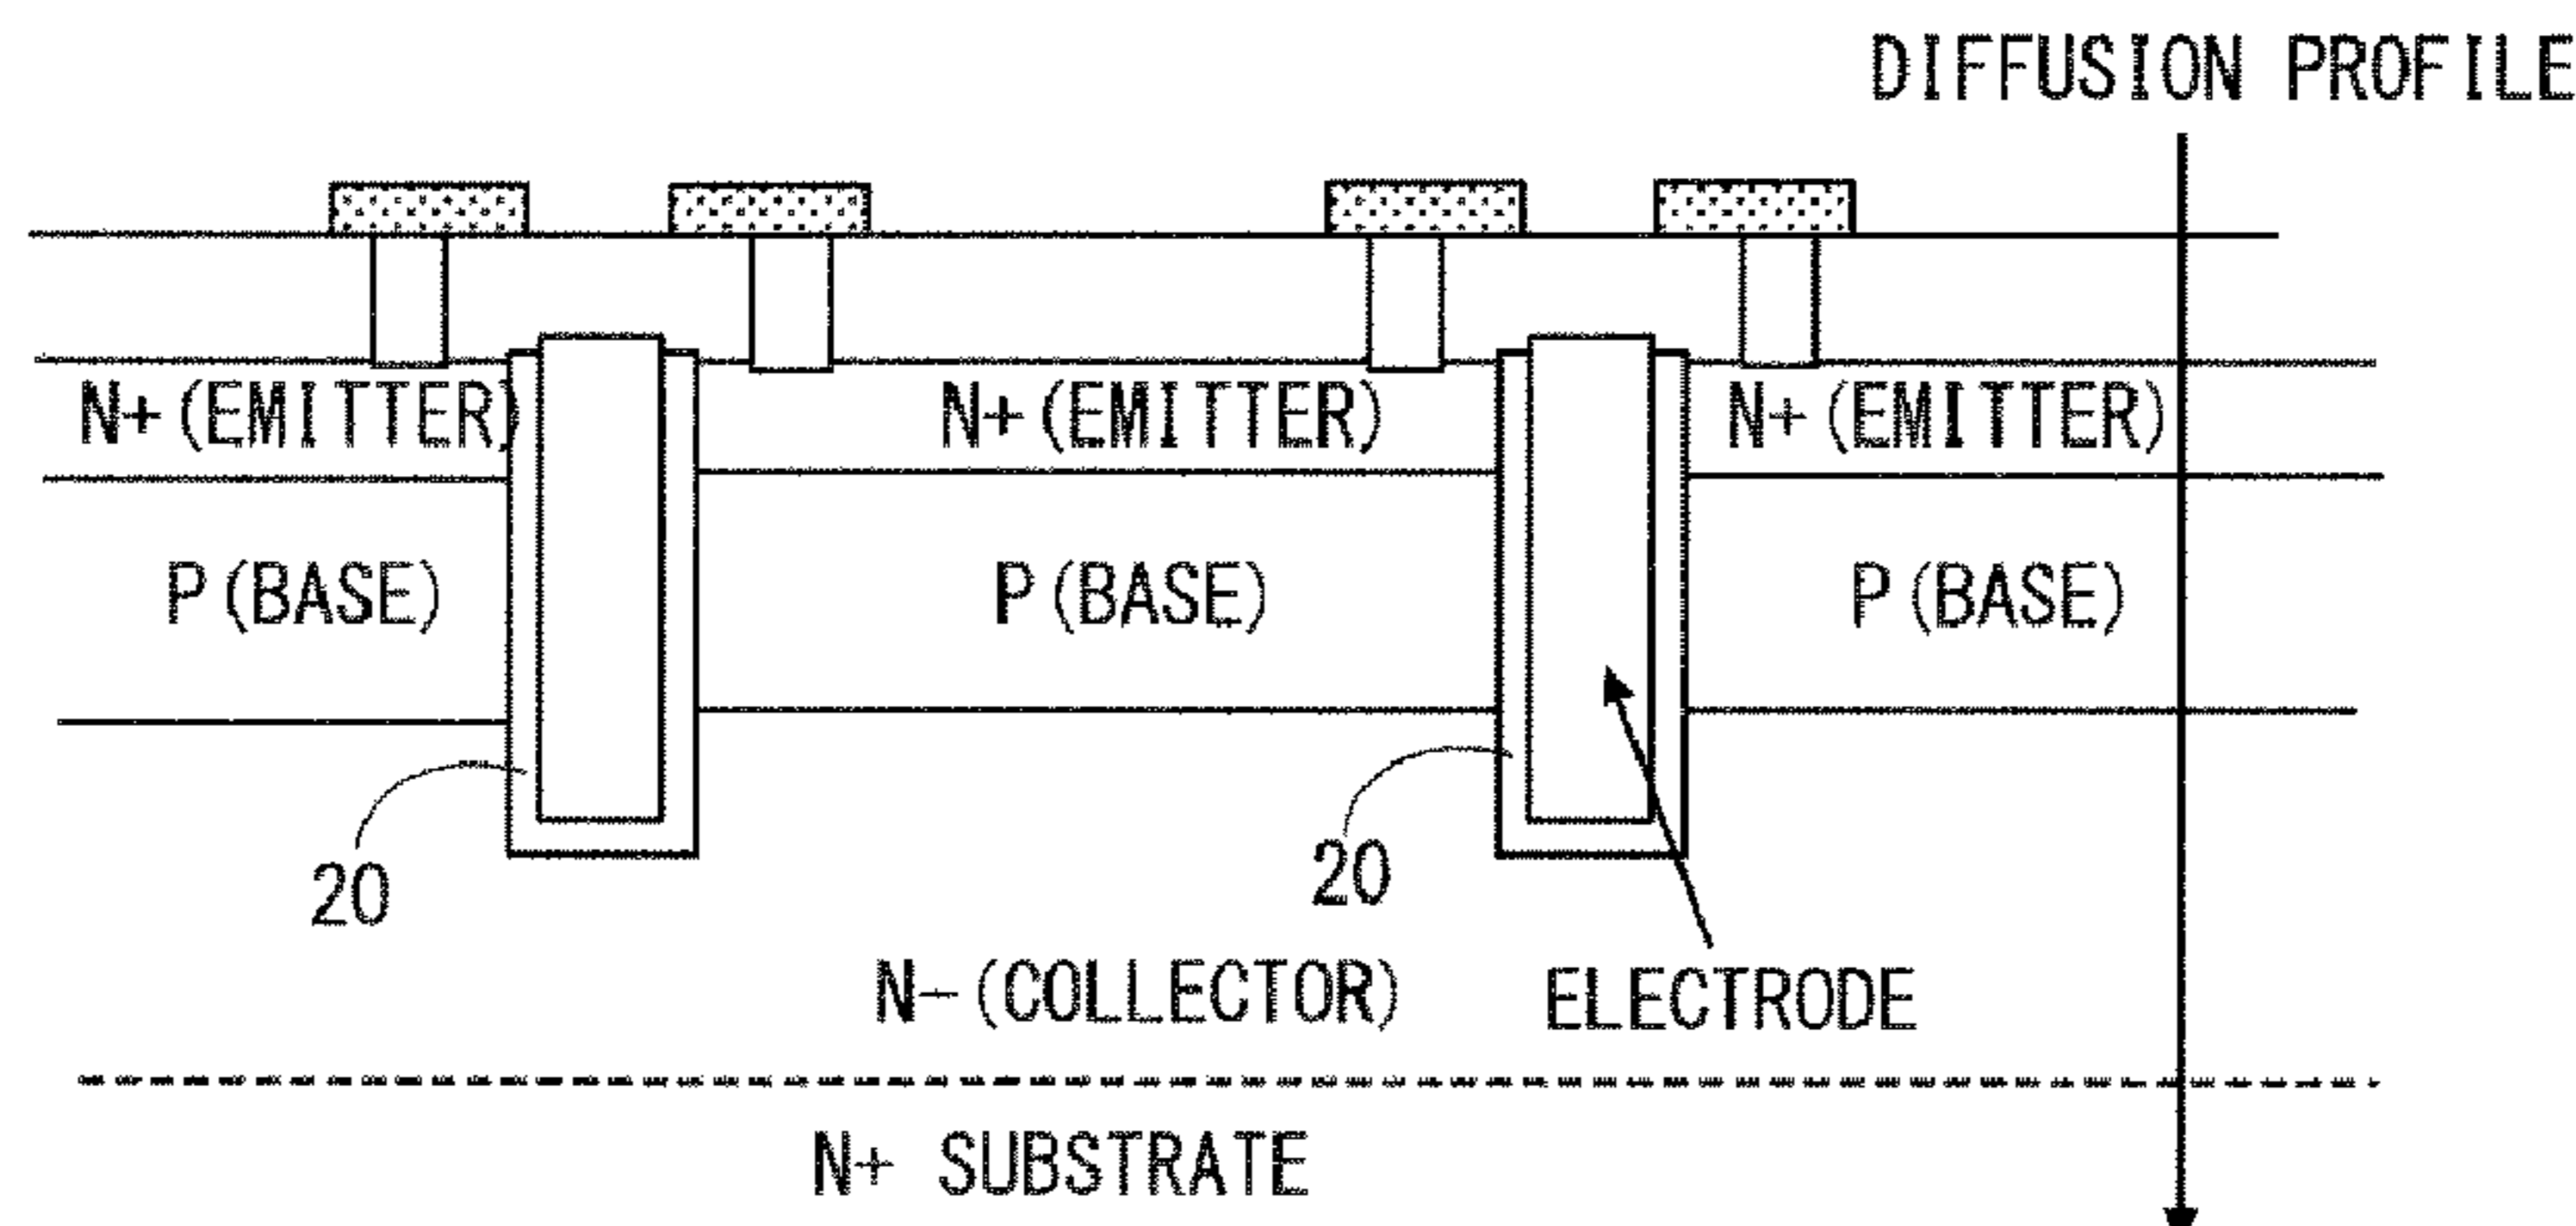 DIFFUSION PROFILE
N+(EMITTER) N+(EMITTER) N+(EMITTER)
P(BASE) P(BASE) P(BASE)
20 20
N-(COLLECTOR) ELECTRODE
N+ SUBSTRATE